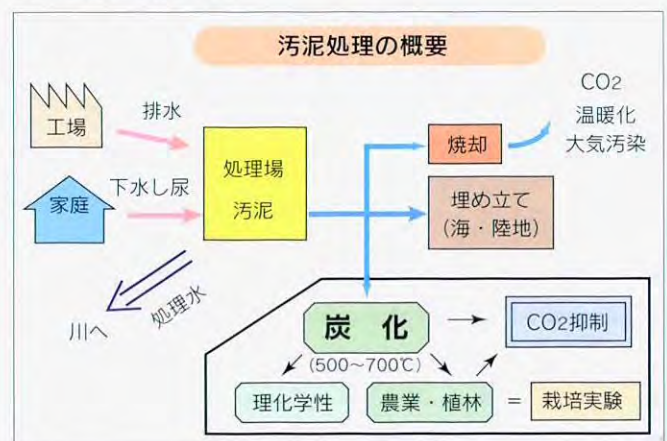 汚泥処理の概要
工場
排水
家庭
下水し尿
処理場
汚泥
処理水
川へ
焼却
CO2
温暖化
大気汚染
埋め立て
(海・陸地)
炭 化
(500~700℃)
CO2抑制
理化学性
農業・植林
=
栽培実験